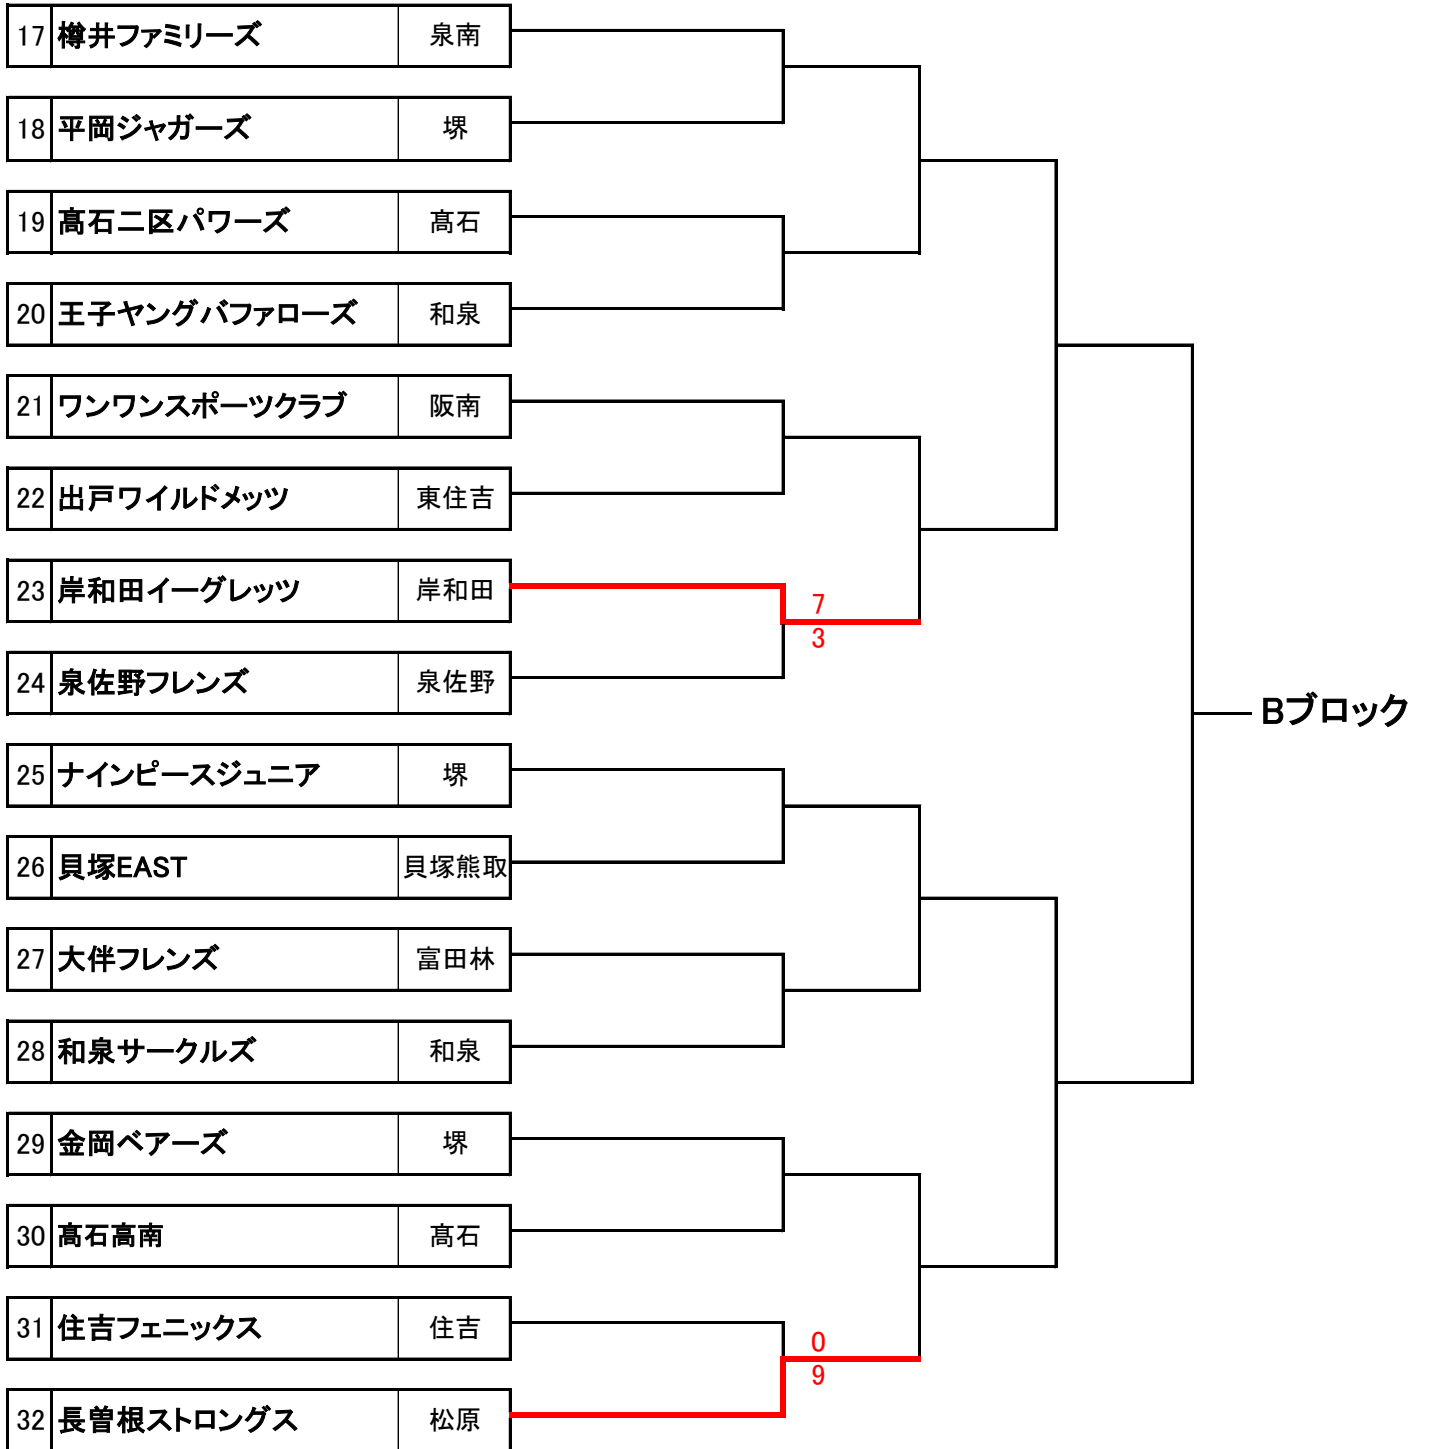 17 樽井ファミリーズ 泉南
18 平岡ジャガーズ 堺
19 髙石二区パワーズ 髙石
20 王子ヤングバファローズ 和泉
21 ワンワンスポーツクラブ 阪南
22 出戸ワイルドメッツ 東住吉
23 岸和田イーグレッツ 岸和田
7
3
24 泉佐野フレンズ 泉佐野
Bブロック
25 ナインピースジュニア 堺
26 貝塚EAST 貝塚熊取
27 大伴フレンズ 富田林
28 和泉サークルズ 和泉
29 金岡ベアーズ 堺
30 髙石高南 髙石
31 住吉フェニックス 住吉
0
9
32 長曽根ストロングス 松原